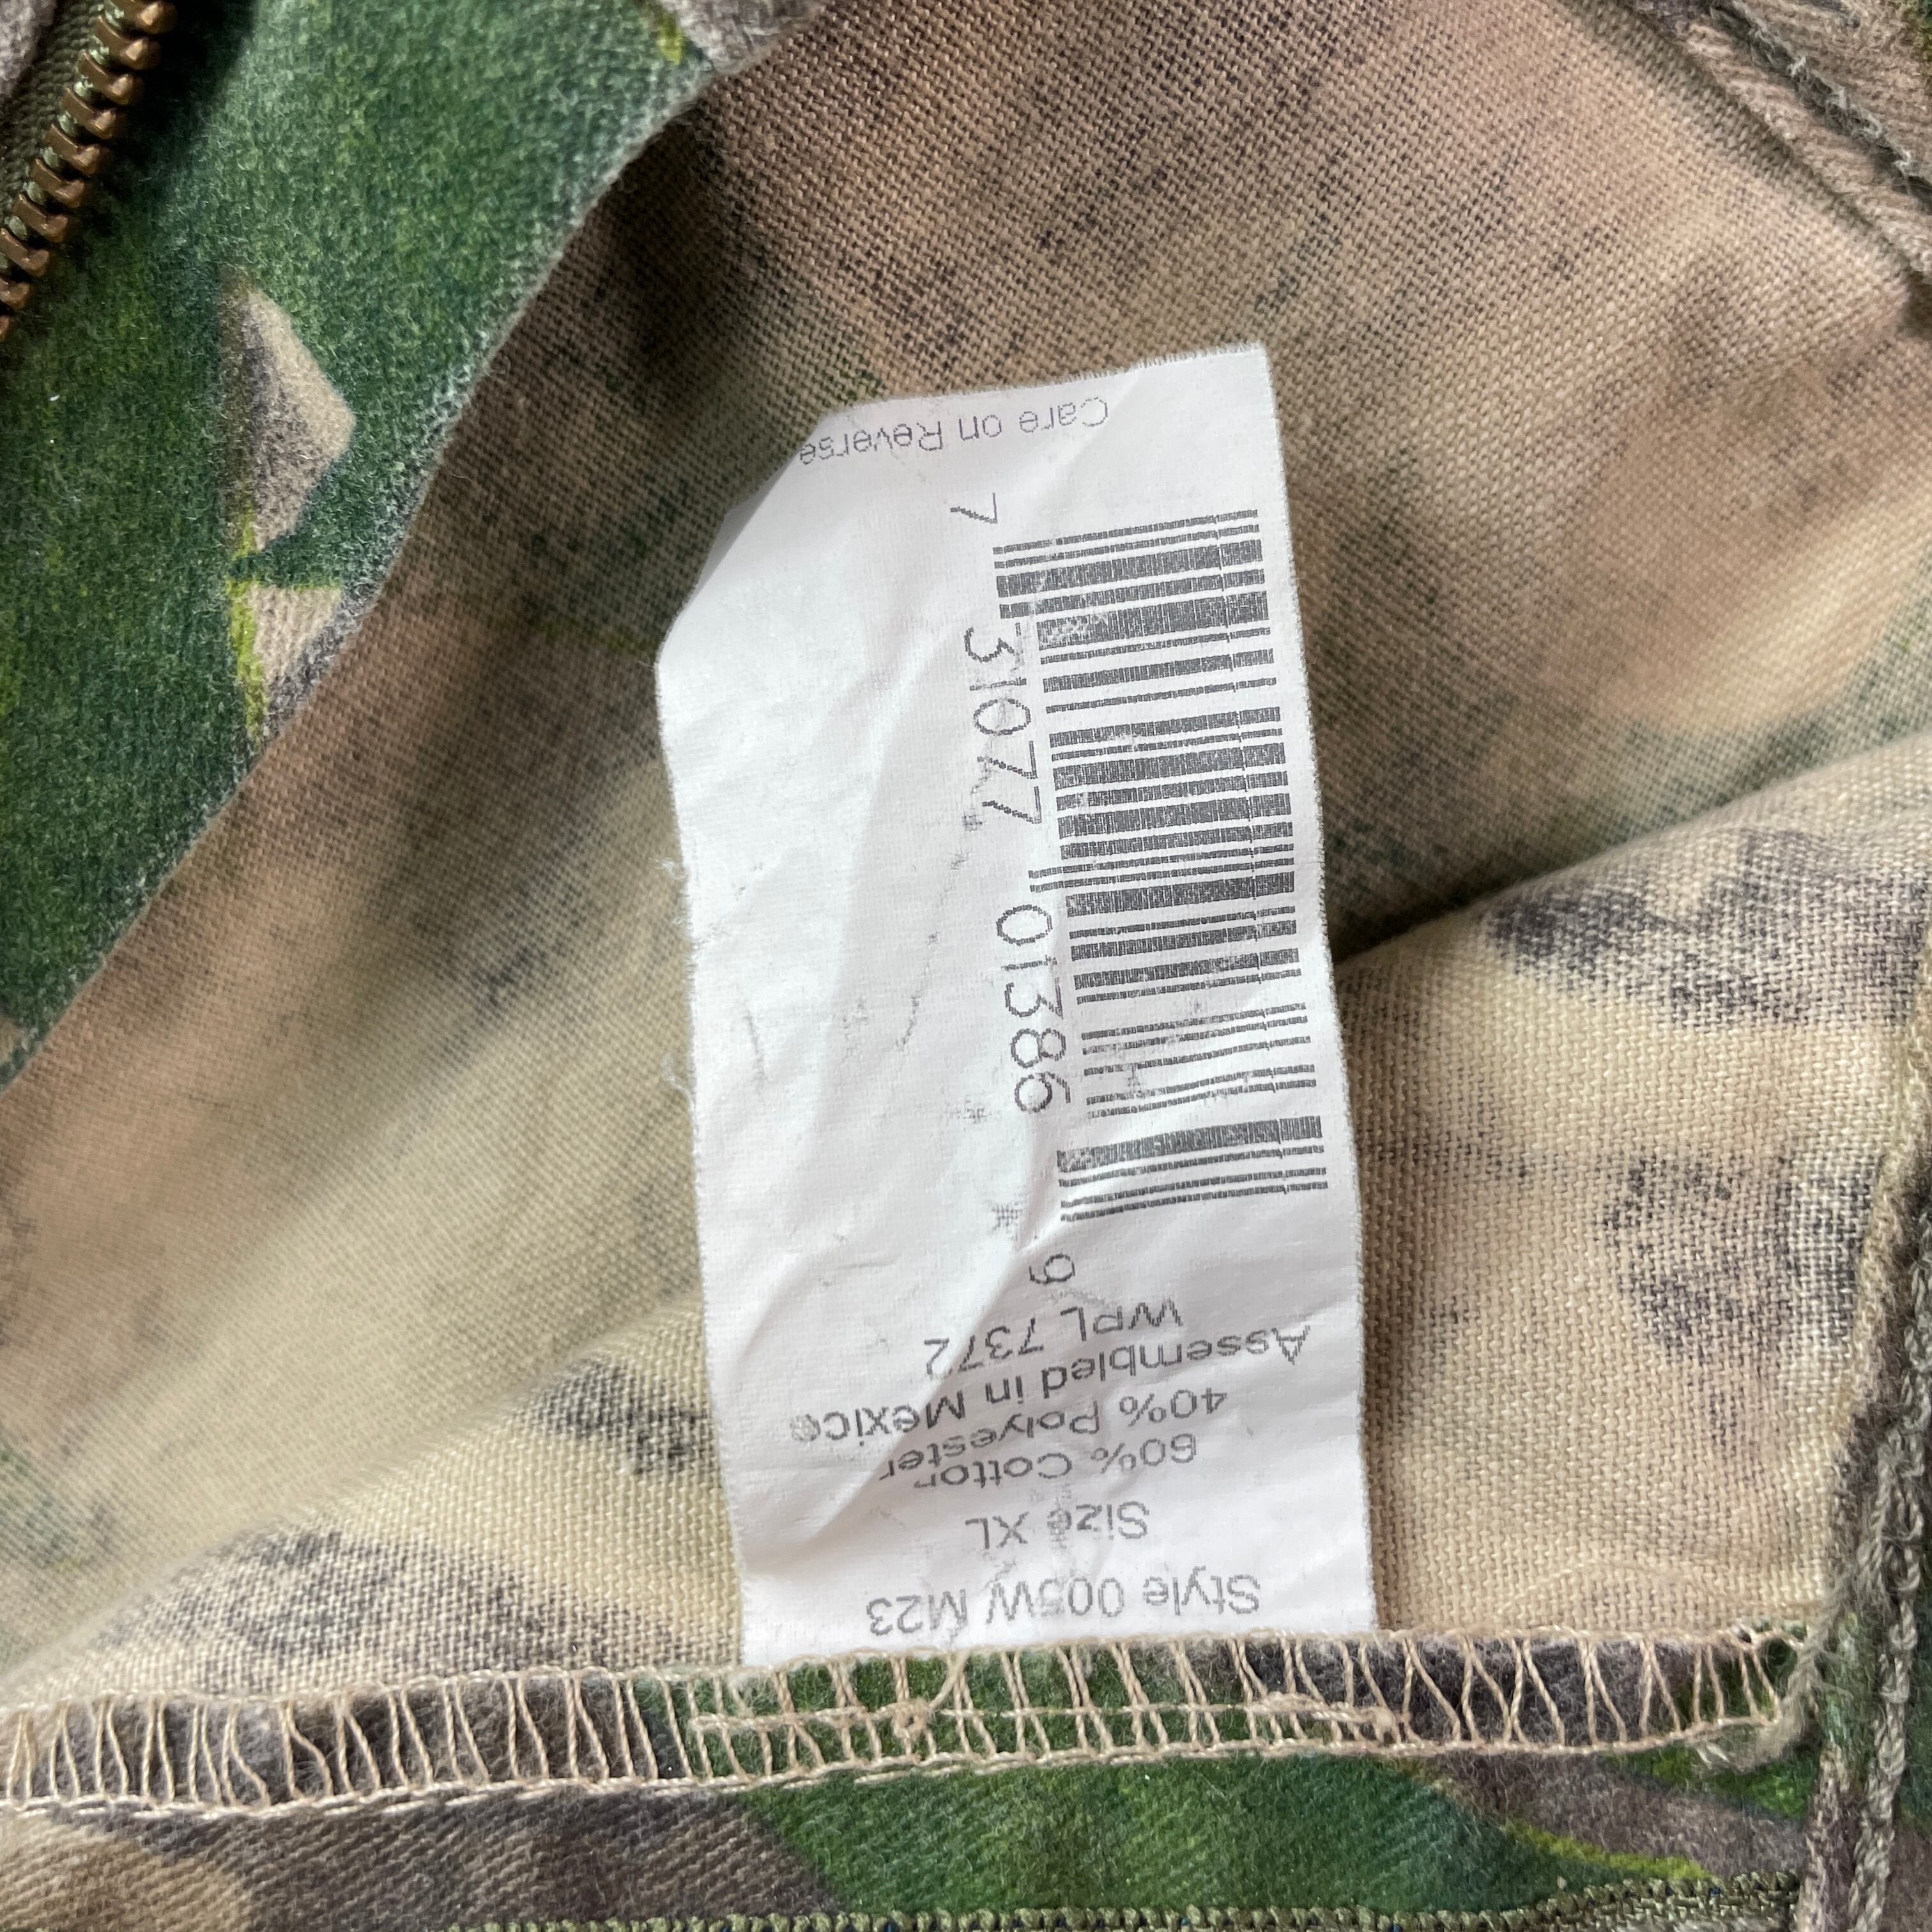 Style 005W M23
Size XL
60% Cotton
40% Polyester
Assembled in Mexico
WPL 7372
7 31077 01386 9
Care on Reverse